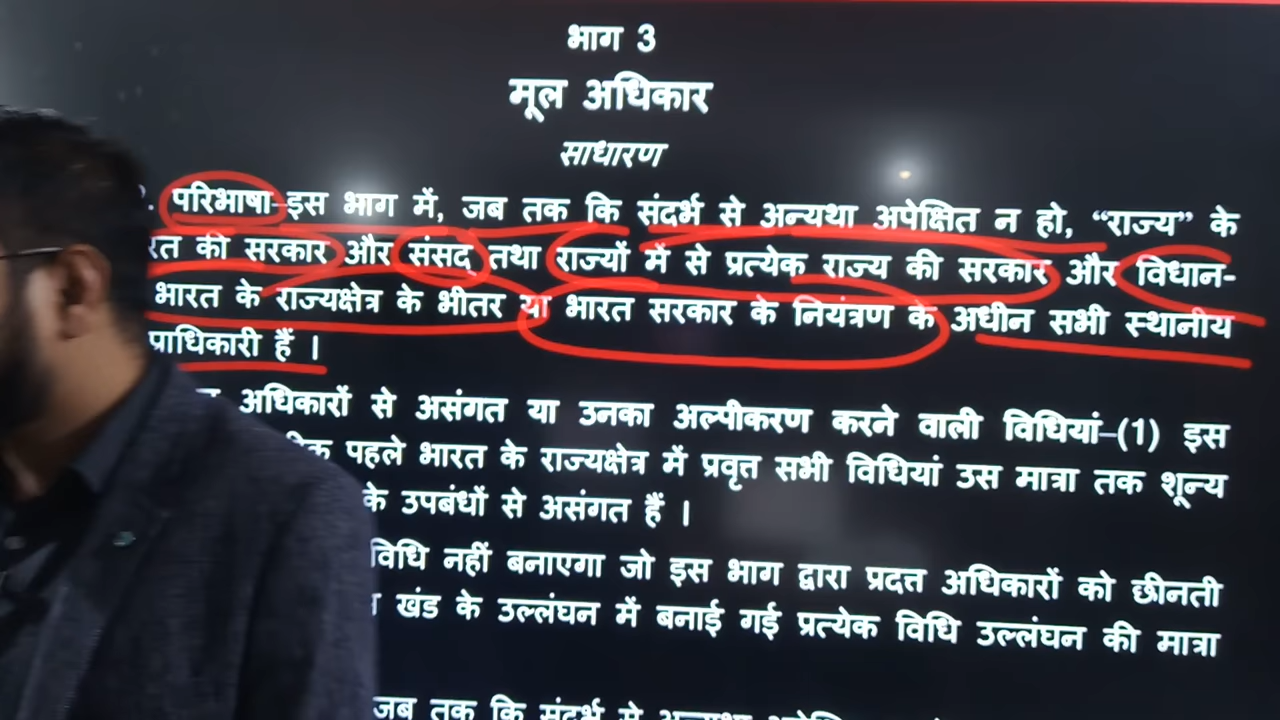 भाग 3
मूल अधिकार
साधारण
परिभाषा–इस भाग में, जब तक कि संदर्भ से अन्यथा अपेक्षित न हो, “राज्य” के
की सरकार और संसद् तथा राज्यों में से प्रत्येक राज्य की सरकार और विधान-
भारत के राज्यक्षेत्र के भीतर या भारत सरकार के नियंत्रण के अधीन सभी स्थानीय
प्राधिकारी हैं ।
अधिकारों से असंगत या उनका अल्पीकरण करने वाली विधियां–(1) इस
पहले भारत के राज्यक्षेत्र में प्रवृत्त सभी विधियां उस मात्रा तक शून्य
के उपबंधों से असंगत हैं ।
विधि नहीं बनाएगा जो इस भाग द्वारा प्रदत्त अधिकारों को छीनती
खंड के उल्लंघन में बनाई गई प्रत्येक विधि उल्लंघन की मात्रा
जब तक कि संदर्भ से अन्यथा